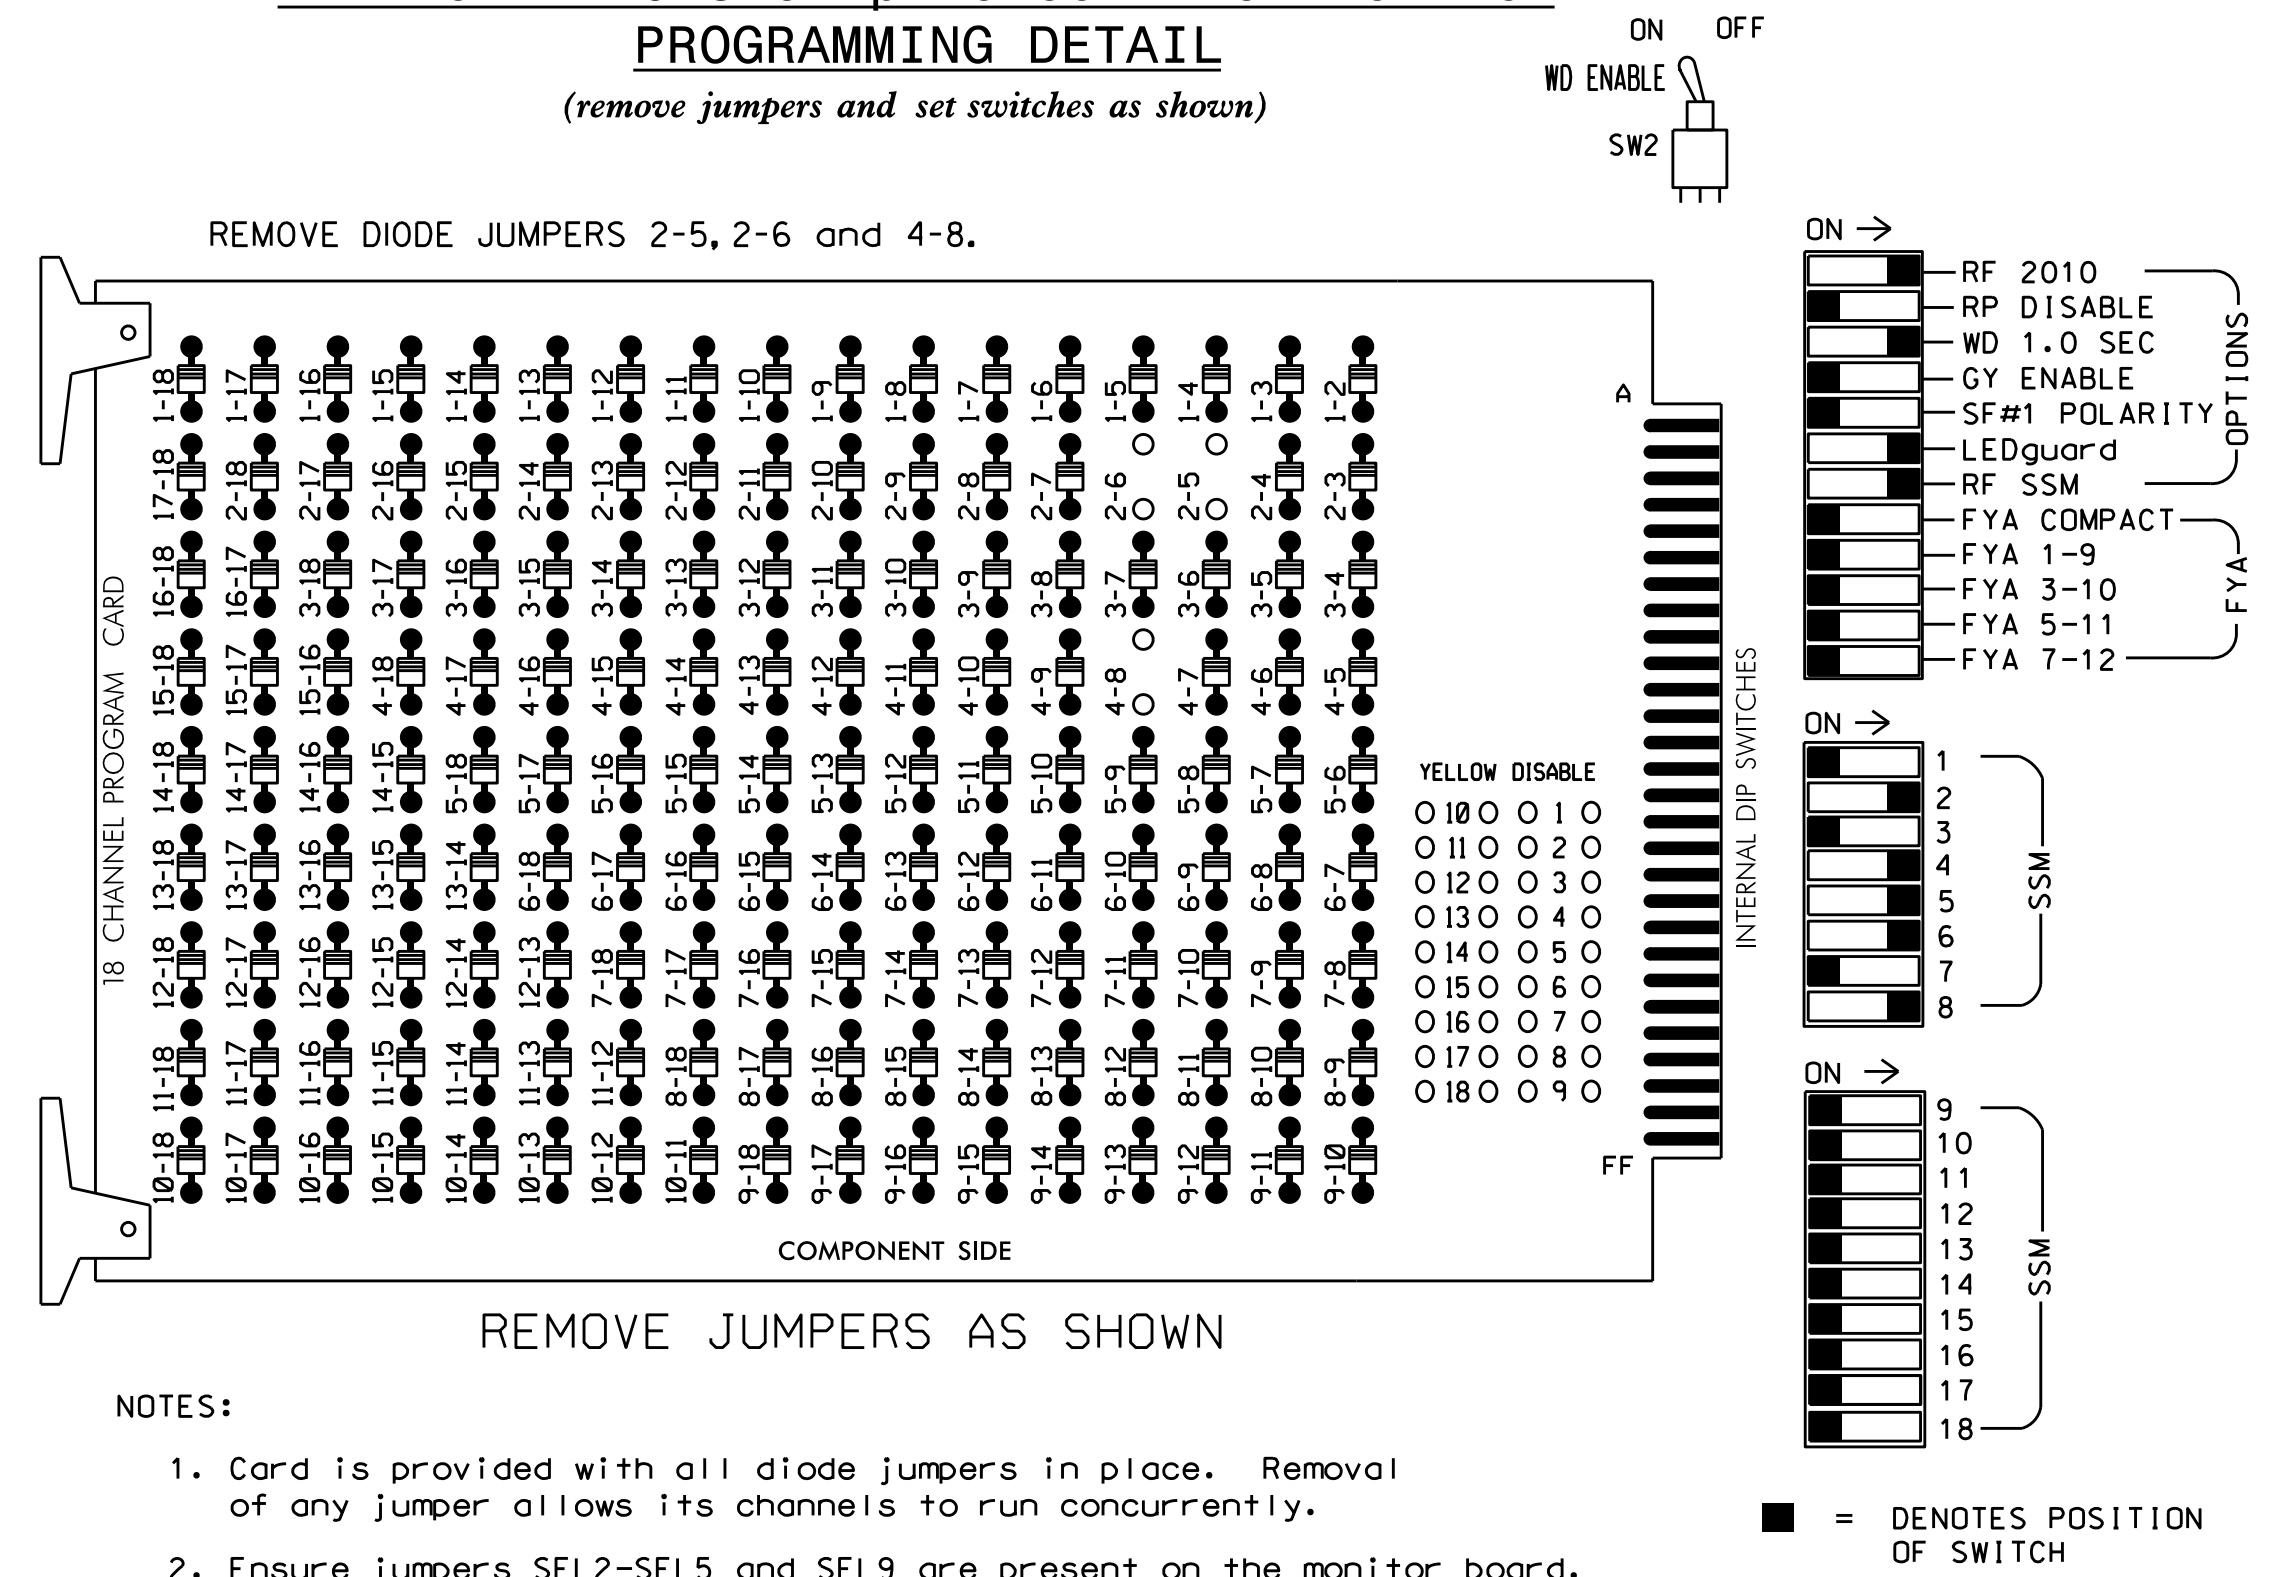 PROGRAMMING DETAIL
(remove jumpers and set switches as shown)
ON OFF
WD ENABLE
SW2
REMOVE DIODE JUMPERS 2-5, 2-6 and 4-8.
18 CHANNEL PROGRAM CARD
1-18 1-17 1-16 1-15 1-14 1-13 1-12 1-11 1-10 1-9 1-8 1-7 1-6 1-5 1-4 1-3 1-2
17-18 2-18 2-17 2-16 2-15 2-14 2-13 2-12 2-11 2-10 2-9 2-8 2-7 2-6 2-5 2-4 2-3
16-18 16-17 3-18 3-17 3-16 3-15 3-14 3-13 3-12 3-11 3-10 3-9 3-8 3-7 3-6 3-5 3-4
15-18 15-17 15-16 4-18 4-17 4-16 4-15 4-14 4-13 4-12 4-11 4-10 4-9 4-8 4-7 4-6 4-5
14-18 14-17 14-16 14-15 5-18 5-17 5-16 5-15 5-14 5-13 5-12 5-11 5-10 5-9 5-8 5-7 5-6
13-18 13-17 13-16 13-15 13-14 6-18 6-17 6-16 6-15 6-14 6-13 6-12 6-11 6-10 6-9 6-8 6-7
12-18 12-17 12-16 12-15 12-14 12-13 7-18 7-17 7-16 7-15 7-14 7-13 7-12 7-11 7-10 7-9 7-8
11-18 11-17 11-16 11-15 11-14 11-13 11-12 8-18 8-17 8-16 8-15 8-14 8-13 8-12 8-11 8-10 8-9
10-18 10-17 10-16 10-15 10-14 10-13 10-12 10-11 9-18 9-17 9-16 9-15 9-14 9-13 9-12 9-11 9-10
COMPONENT SIDE
A
YELLOW DISABLE
10 1
11 2
12 3
13 4
14 5
15 6
16 7
17 8
18 9
FF
INTERNAL DIP SWITCHES
ON →
RF 2010
RP DISABLE
WD 1.0 SEC
GY ENABLE
SF#1 POLARITY
LEDguard
RF SSM
OPTIONS
FYA COMPACT
FYA 1-9
FYA 3-10
FYA 5-11
FYA 7-12
FYA
ON →
1
2
3
4
5
6
7
8
SSM
ON →
9
10
11
12
13
14
15
16
17
18
SSM
REMOVE JUMPERS AS SHOWN
NOTES:
1. Card is provided with all diode jumpers in place. Removal
of any jumper allows its channels to run concurrently.
2. Ensure jumpers SEL2-SEL5 and SEL9 are present on the monitor board.
= DENOTES POSITION
OF SWITCH